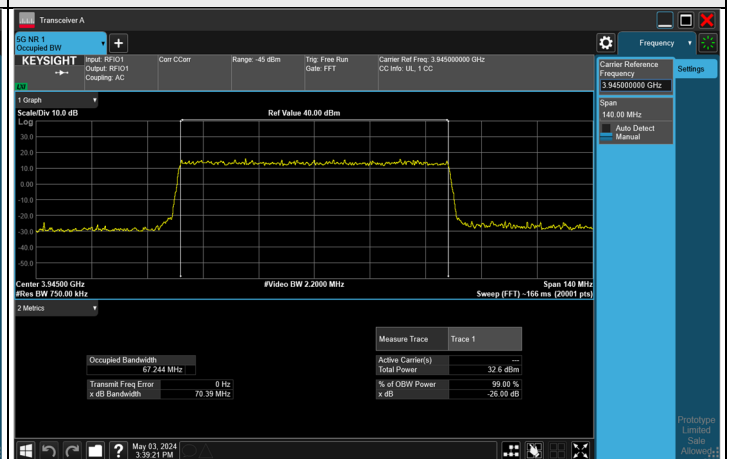 Transceiver A
5G NR 1
Occupied BW
Frequency
KEYSIGHT
LXI
Input: RFIO1
Output: RFIO1
Coupling: AC
Corr CCorr
Range: -45 dBm
Trig: Free Run
Gate: FFT
Carrier Ref Freq: 3.945000000 GHz
CC Info: UL, 1 CC
Carrier Reference
Frequency
3.945000000 GHz
Settings
Span
140.00 MHz
Auto Detect
Manual
1 Graph
Scale/Div 10.0 dB
Ref Value 40.00 dBm
Log
30.0
20.0
10.0
0.00
-10.0
-20.0
-30.0
-40.0
-50.0
Center 3.94500 GHz
#Video BW 2.2000 MHz
Span 140 MHz
#Res BW 750.00 kHz
Sweep (FFT) ~166 ms (20001 pts)
2 Metrics
Measure Trace
Trace 1
Occupied Bandwidth
67.244 MHz
Active Carrier(s)
---
Total Power
32.6 dBm
Transmit Freq Error
0 Hz
x dB Bandwidth
70.39 MHz
% of OBW Power
99.00 %
x dB
-26.00 dB
Prototype
Limited
Sale
Allowed
May 03, 2024
3:39:21 PM